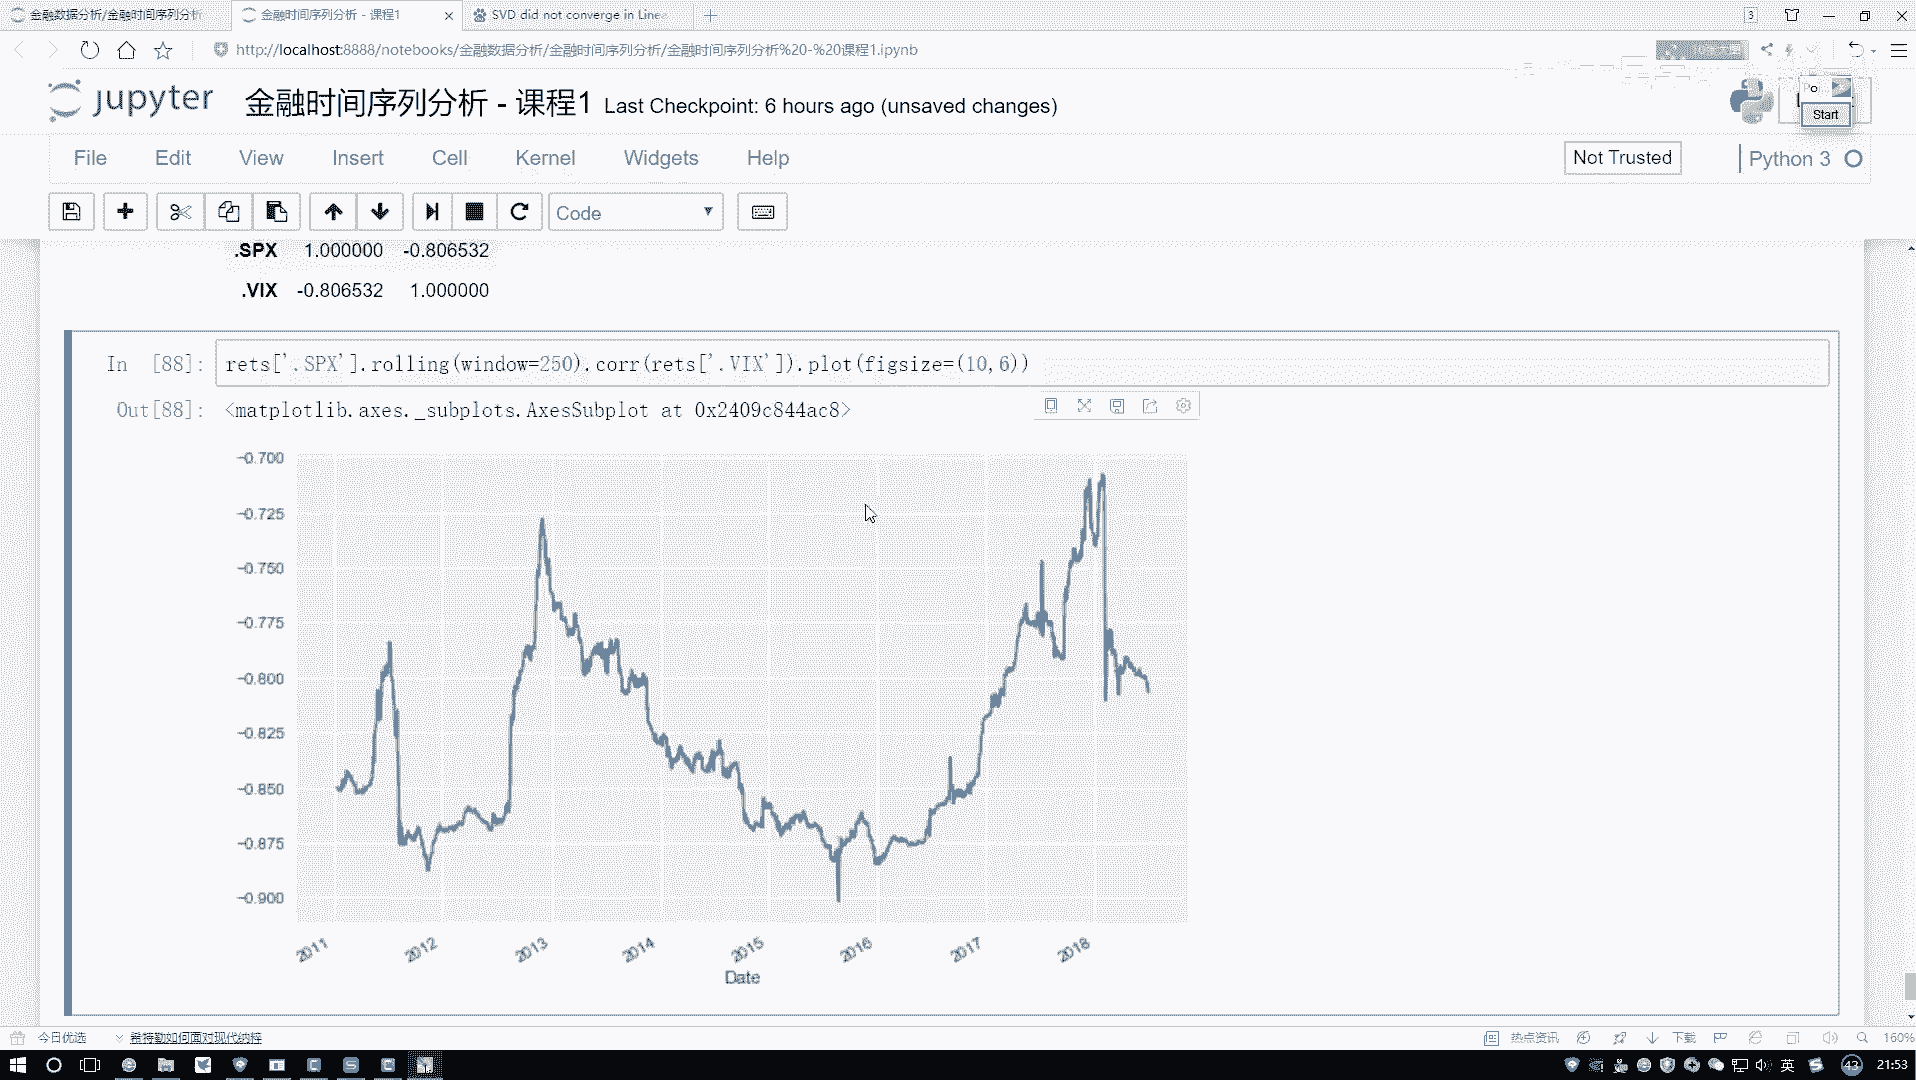 金融数据分析/金融时间序列分析
金融时间序列分析 - 课程1
SVD did not converge in Linea
3
http://localhost:8888/notebooks/金融数据分析/金融时间序列分析/金融时间序列分析%20-%20课程1.ipynb
jupyter 金融时间序列分析 - 课程1 Last Checkpoint: 6 hours ago (unsaved changes)
Start
File Edit View Insert Cell Kernel Widgets Help
Not Trusted
Python 3
Code
.SPX 1.000000 -0.806532
.VIX -0.806532 1.000000
In [88]: rets['.SPX'].rolling(window=250).corr(rets['.VIX']).plot(figsize=(10,6))
Out[88]: <matplotlib.axes._subplots.AxesSubplot at 0x2409c844ac8>
−0.700
−0.725
−0.750
−0.775
−0.800
−0.825
−0.850
−0.875
−0.900
2011 2012 2013 2014 2015 2016 2017 2018
Date
今日优选
希特勒如何面对现代纳粹
热点资讯
下载
160%
英
43
21:53